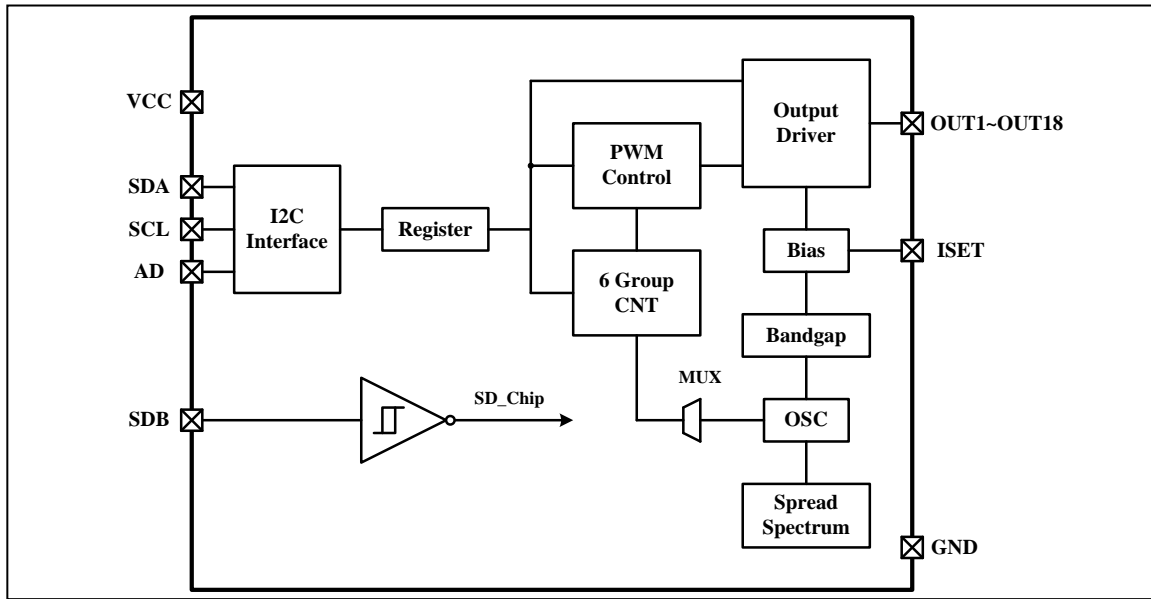 VCC
SDA
SCL
AD
SDB
I2C
Interface
Register
PWM
Control
6 Group
CNT
Output
Driver
Bias
Bandgap
MUX
OSC
Spread
Spectrum
SD_Chip
OUT1~OUT18
ISET
GND